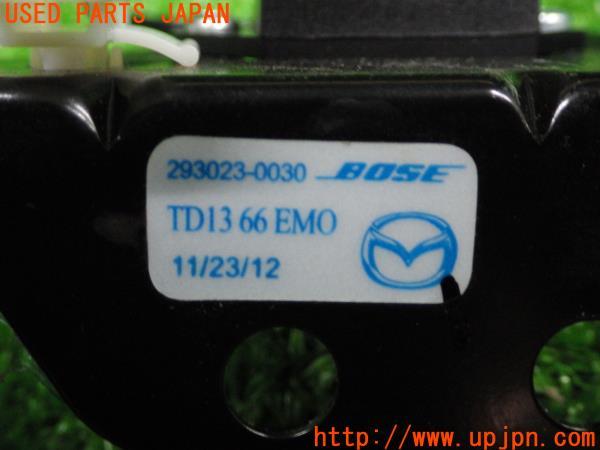 USED PARTS JAPAN
293023-0030 BOSE
TD13 66 EMO
11/23/12
http://www.upjpn.com